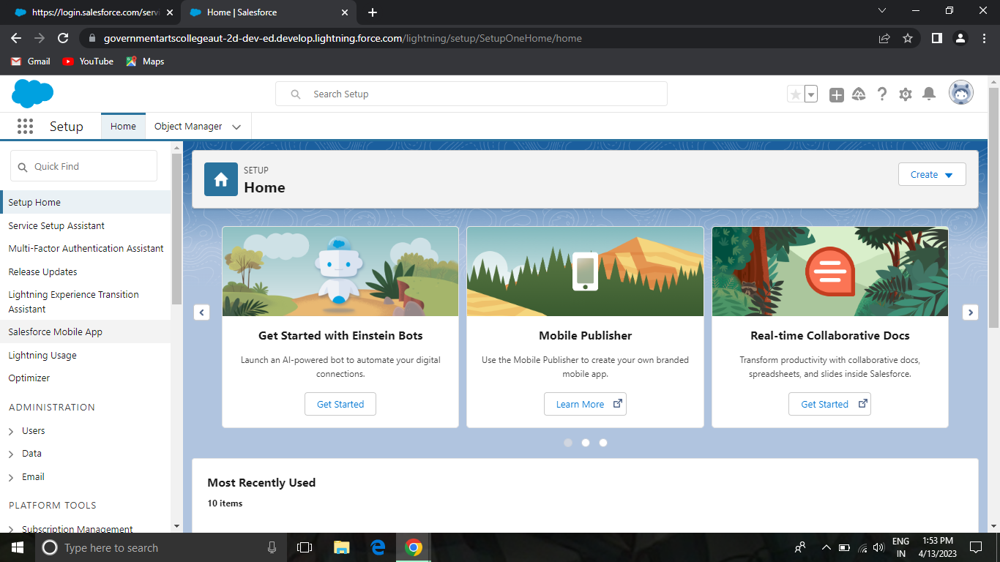 https://login.salesforce.com/servi
Home | Salesforce
governmentartscollegeaut-2d-dev-ed.develop.lightning.force.com/lightning/setup/SetupOneHome/home
Gmail
YouTube
Maps
Search Setup
Setup
Home
Object Manager
Quick Find
Setup Home
Service Setup Assistant
Multi-Factor Authentication Assistant
Release Updates
Lightning Experience Transition
Assistant
Salesforce Mobile App
Lightning Usage
Optimizer
ADMINISTRATION
Users
Data
Email
PLATFORM TOOLS
Subscription Management
SETUP
Home
Create
Get Started with Einstein Bots
Launch an AI-powered bot to automate your digital
connections.
Get Started
Mobile Publisher
Use the Mobile Publisher to create your own branded
mobile app.
Learn More
Real-time Collaborative Docs
Transform productivity with collaborative docs,
spreadsheets, and slides inside Salesforce.
Get Started
Most Recently Used
10 items
Type here to search
ENG
IN
1:53 PM
4/13/2023